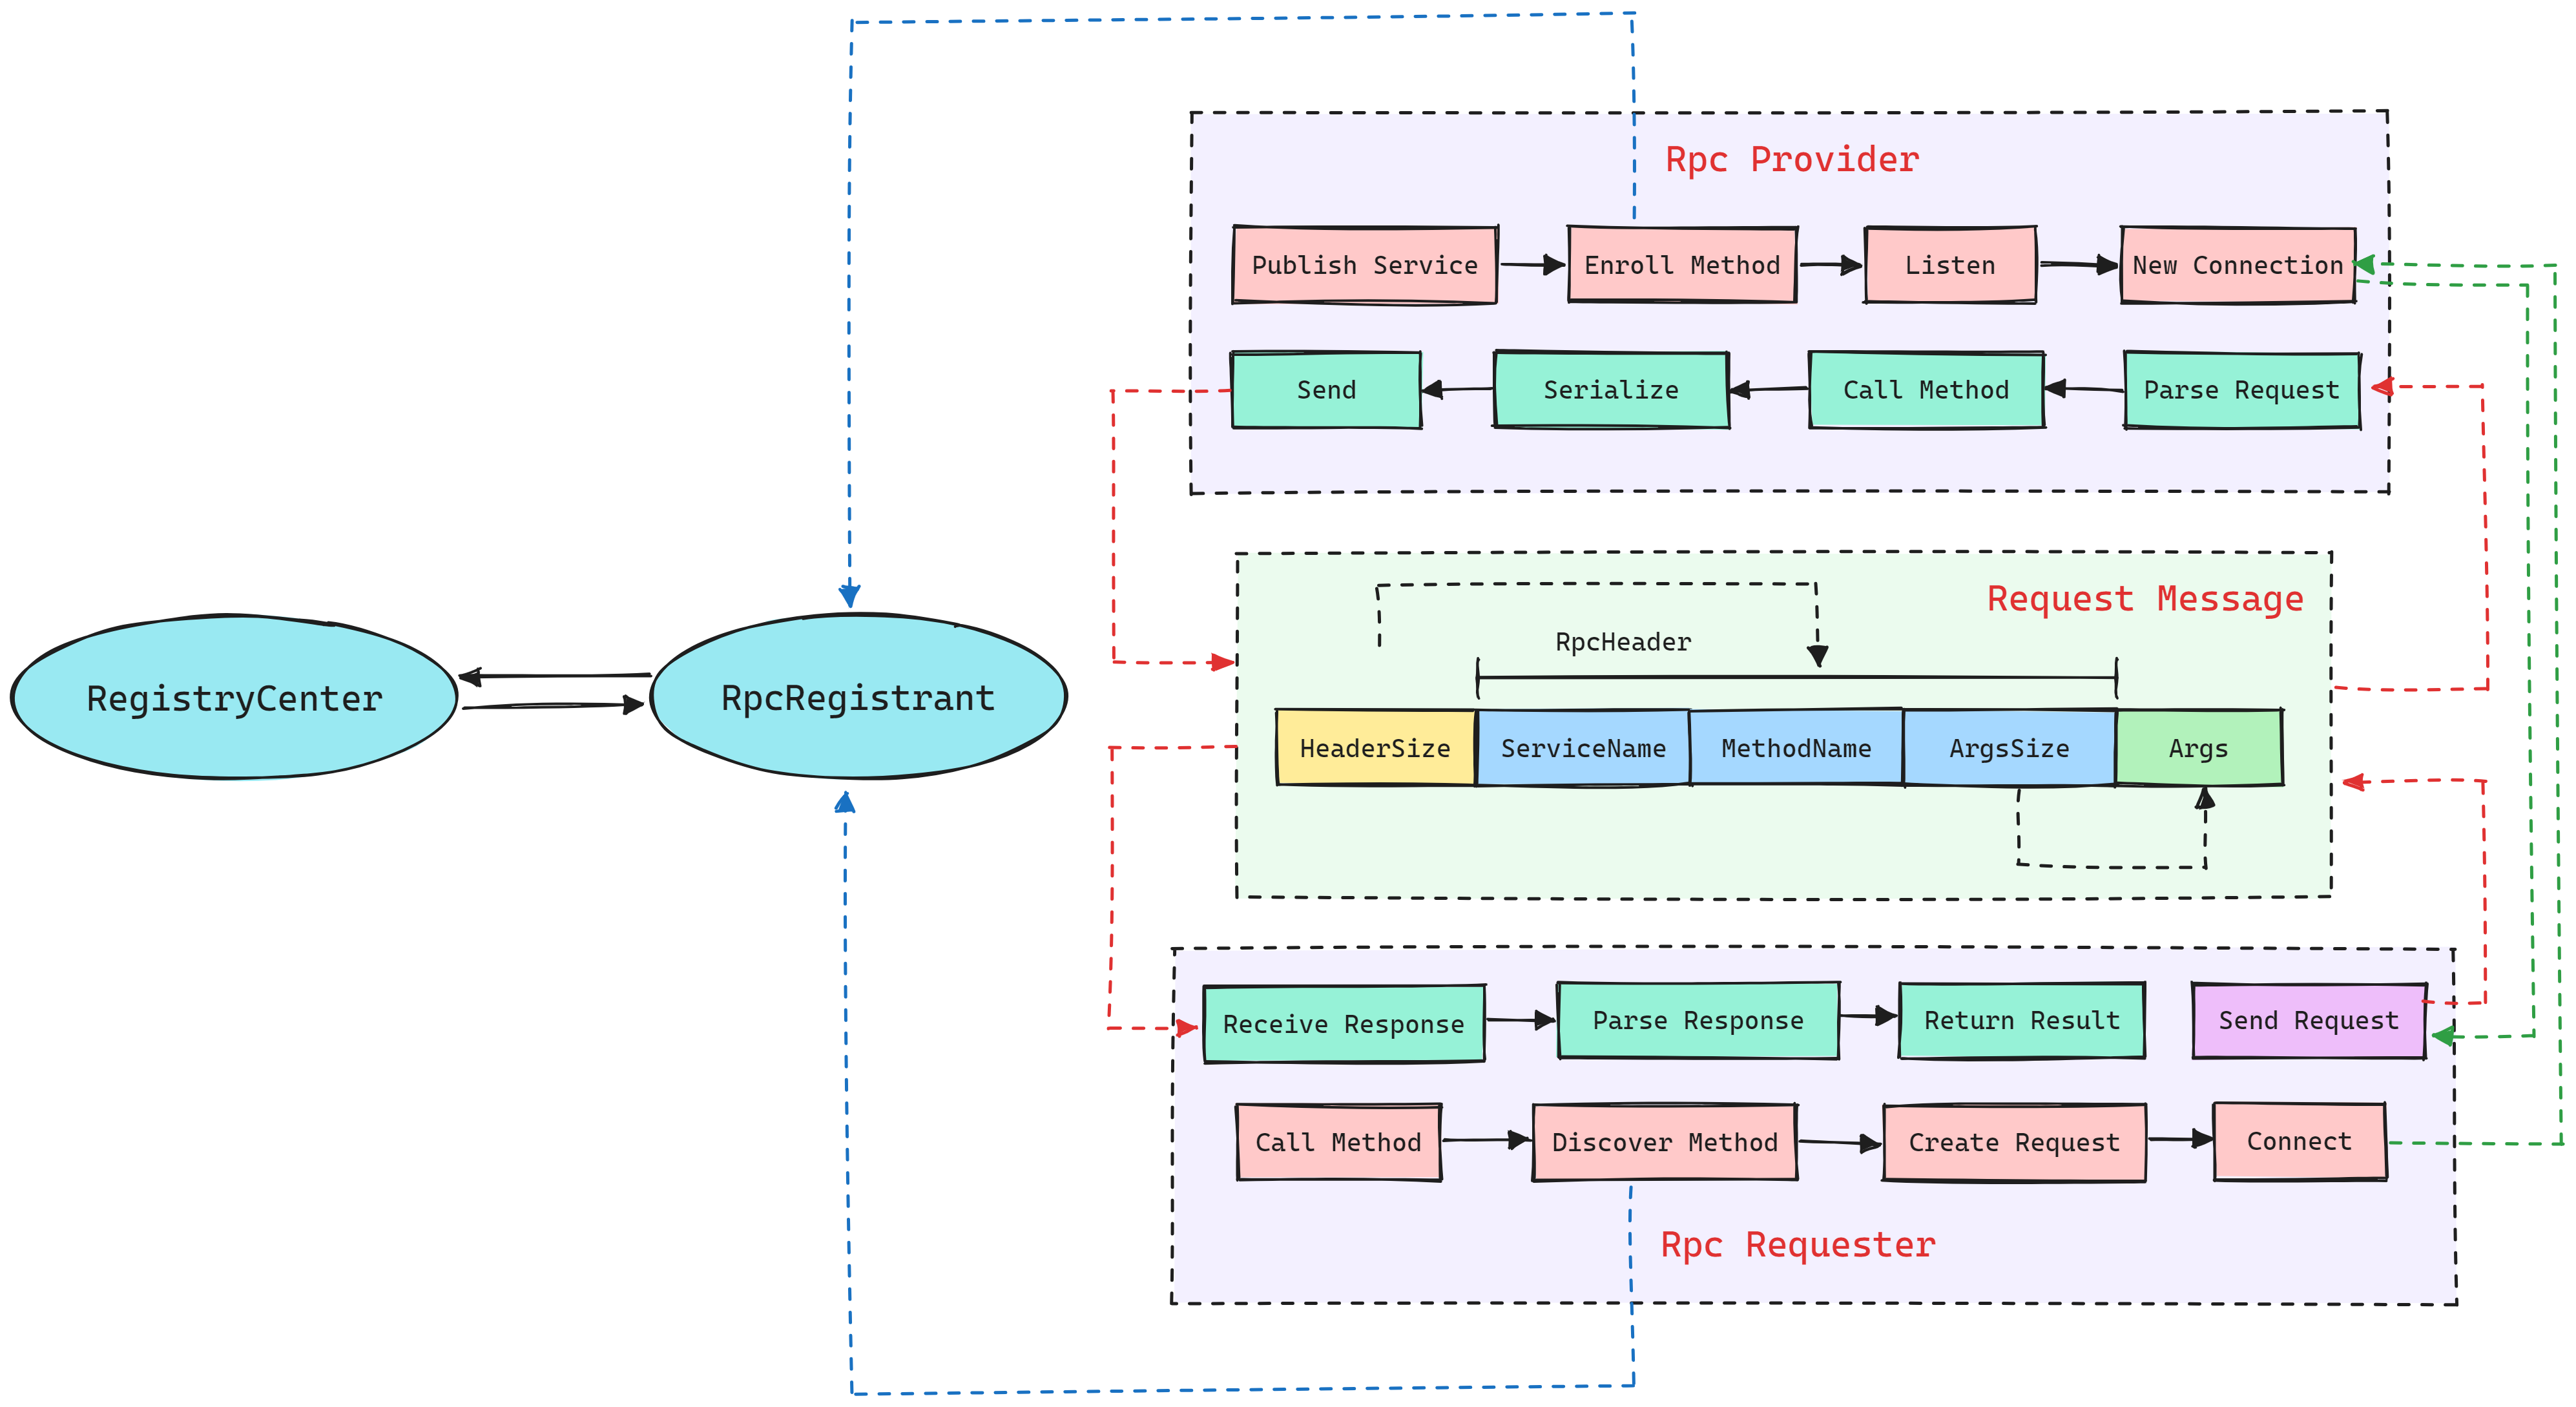 Rpc Provider
Publish Service
Enroll Method
Listen
New Connection
Send
Serialize
Call Method
Parse Request
Request Message
RpcHeader
HeaderSize
ServiceName
MethodName
ArgsSize
Args
RegistryCenter
RpcRegistrant
Receive Response
Parse Response
Return Result
Send Request
Call Method
Discover Method
Create Request
Connect
Rpc Requester